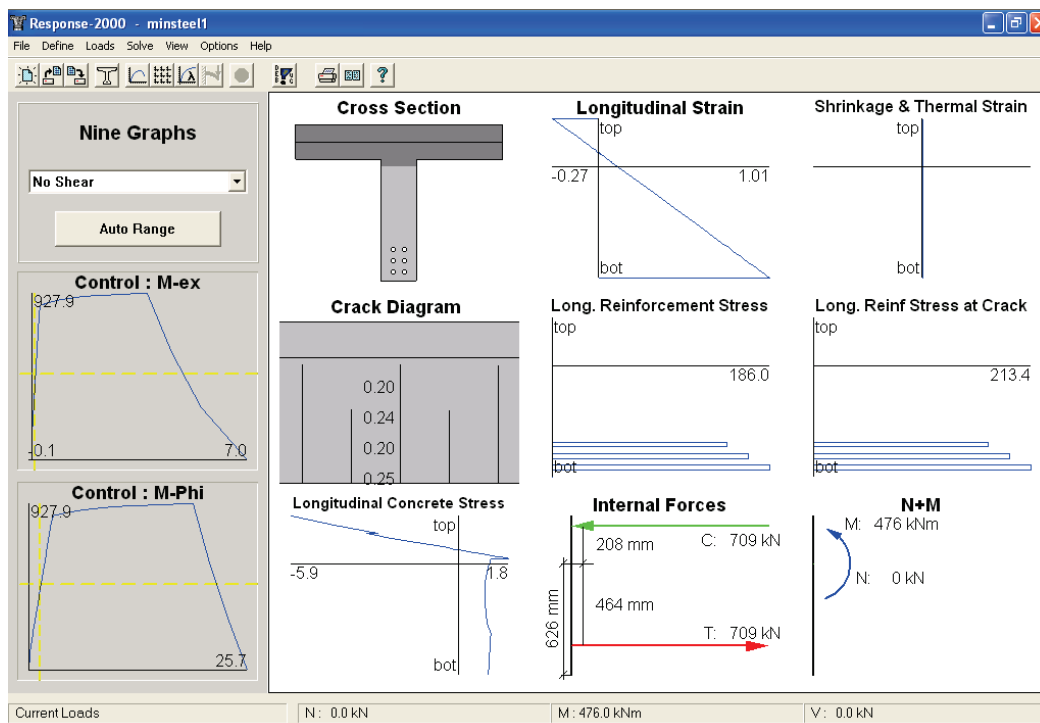 Response-2000 - minsteel1
File Define Loads Solve View Options Help
Nine Graphs
No Shear
Auto Range
Control : M-ex
927.9
-0.1 7.0
Control : M-Phi
927.9
25.7
Cross Section
Longitudinal Strain
top
-0.27 1.01
bot
Shrinkage & Thermal Strain
top
bot
Crack Diagram
0.20
0.24
0.20
0.25
Long. Reinforcement Stress
top
186.0
bot
Long. Reinf Stress at Crack
top
213.4
bot
Longitudinal Concrete Stress
top
-5.9 1.8
bot
Internal Forces
208 mm C: 709 kN
464 mm
626 mm
T: 709 kN
N+M
M: 476 kNm
N: 0 kN
Current Loads N: 0.0 kN M: 476.0 kNm V: 0.0 kN